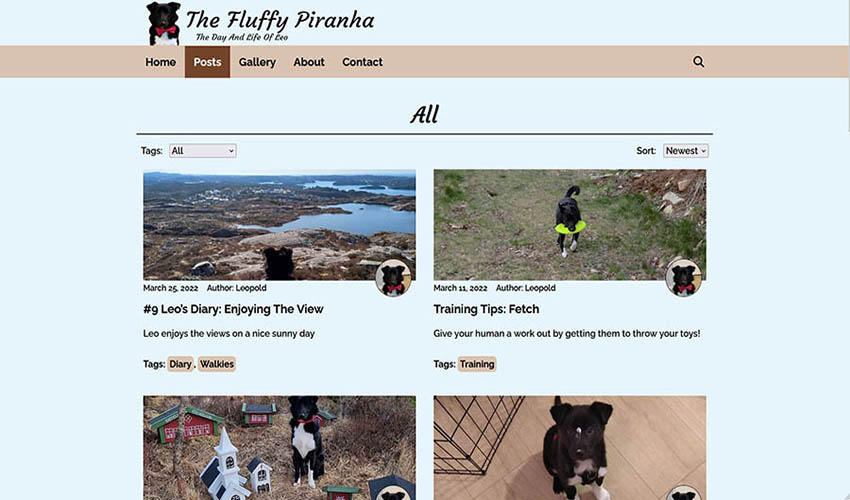 The Fluffy Piranha
The Day And Life Of Leo
Home Posts Gallery About Contact
All
Tags: All Sort: Newest
March 25, 2022 Author: Leopold
#9 Leo's Diary: Enjoying The View
Leo enjoys the views on a nice sunny day
Tags: Diary , Walkies
March 11, 2022 Author: Leopold
Training Tips: Fetch
Give your human a work out by getting them to throw your toys!
Tags: Training